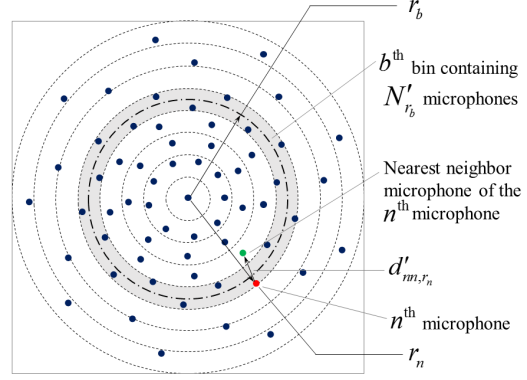 r_b
b^th bin containing
N′_{r_b} microphones
Nearest neighbor
microphone of the
n^th microphone
d′_{nn,r_n}
n^th microphone
r_n